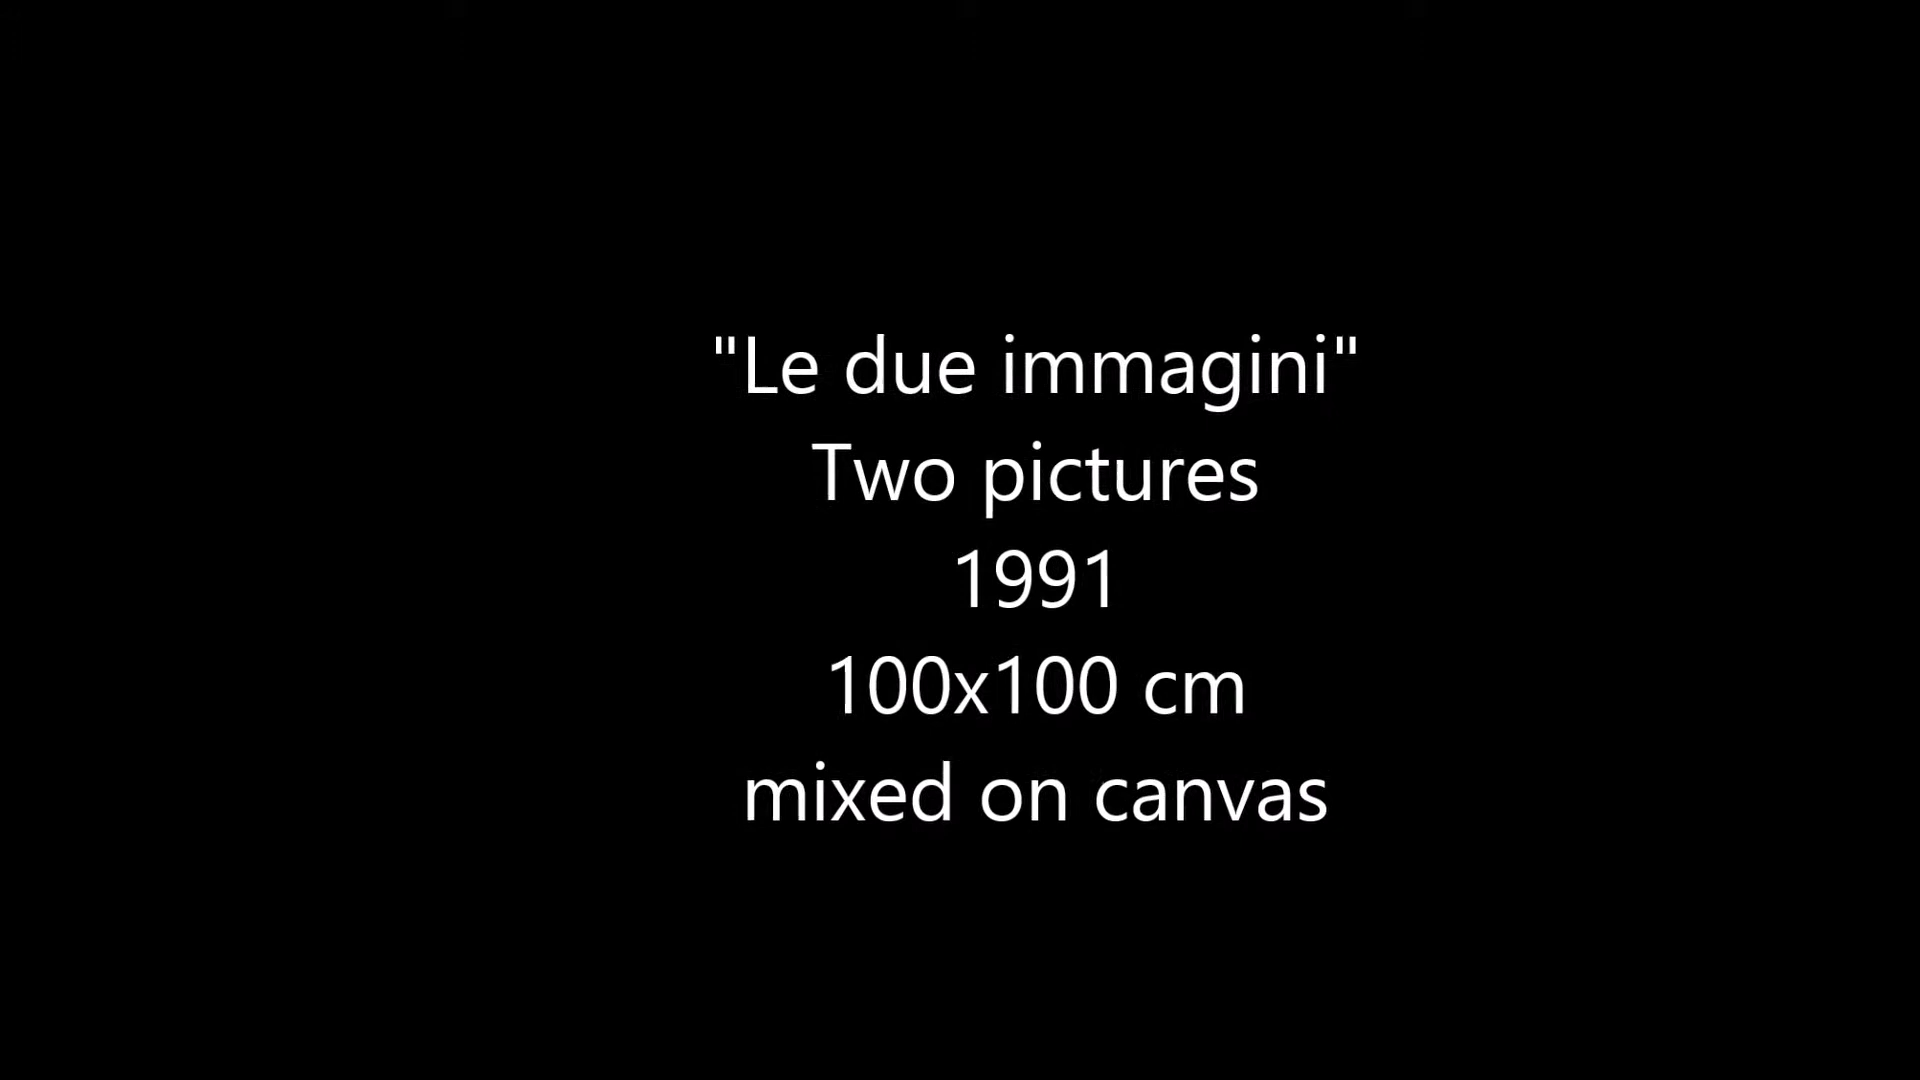 "Le due immagini"
Two pictures
1991
100x100 cm
mixed on canvas